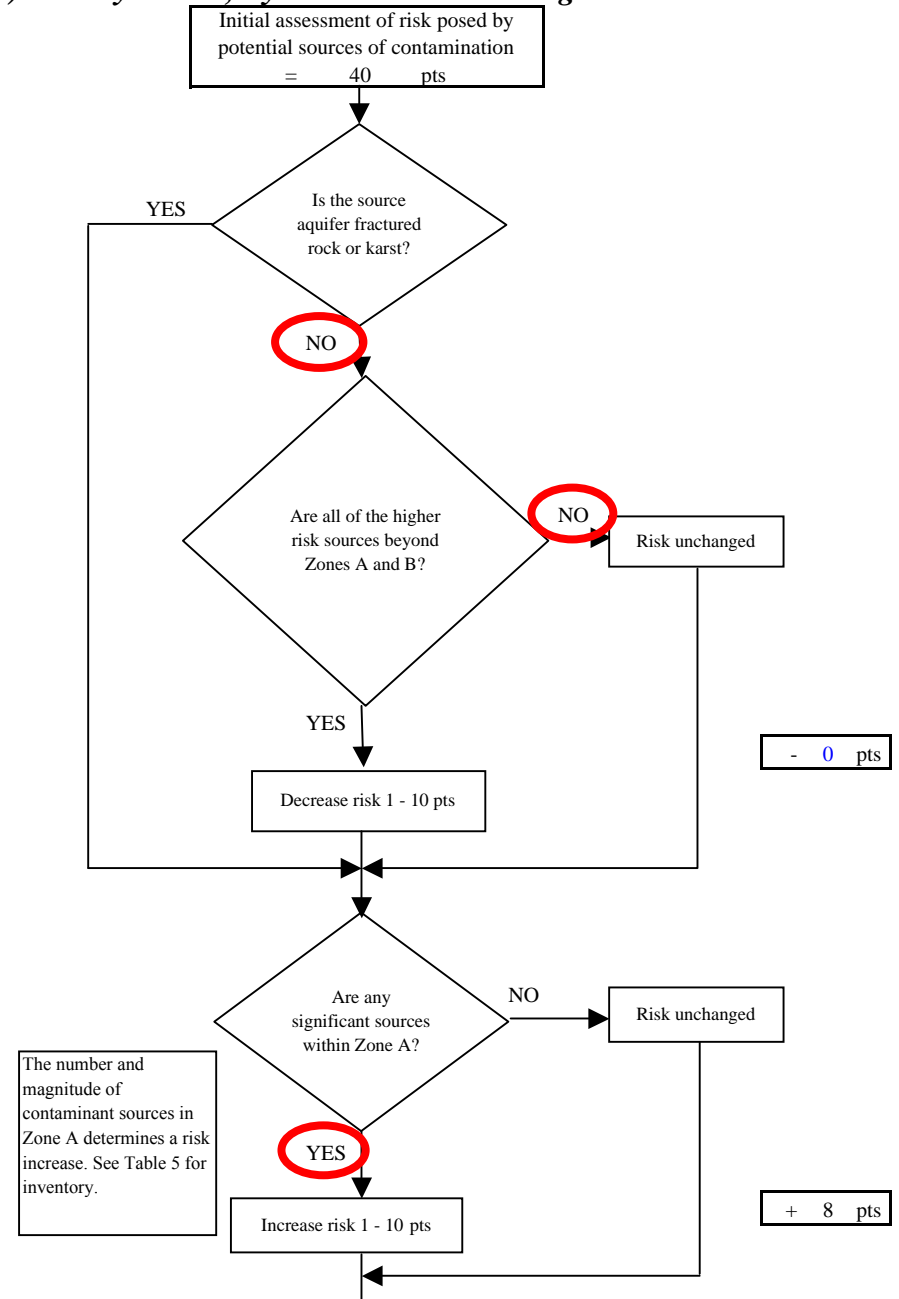 Initial assessment of risk posed by
potential sources of contamination
= 40 pts
Is the source
aquifer fractured
rock or karst?
YES
NO
Are all of the higher
risk sources beyond
Zones A and B?
NO
Risk unchanged
YES
- 0 pts
Decrease risk 1 - 10 pts
Are any
significant sources
within Zone A?
NO
Risk unchanged
The number and
magnitude of
contaminant sources in
Zone A determines a risk
increase. See Table 5 for
inventory.
YES
+ 8 pts
Increase risk 1 - 10 pts